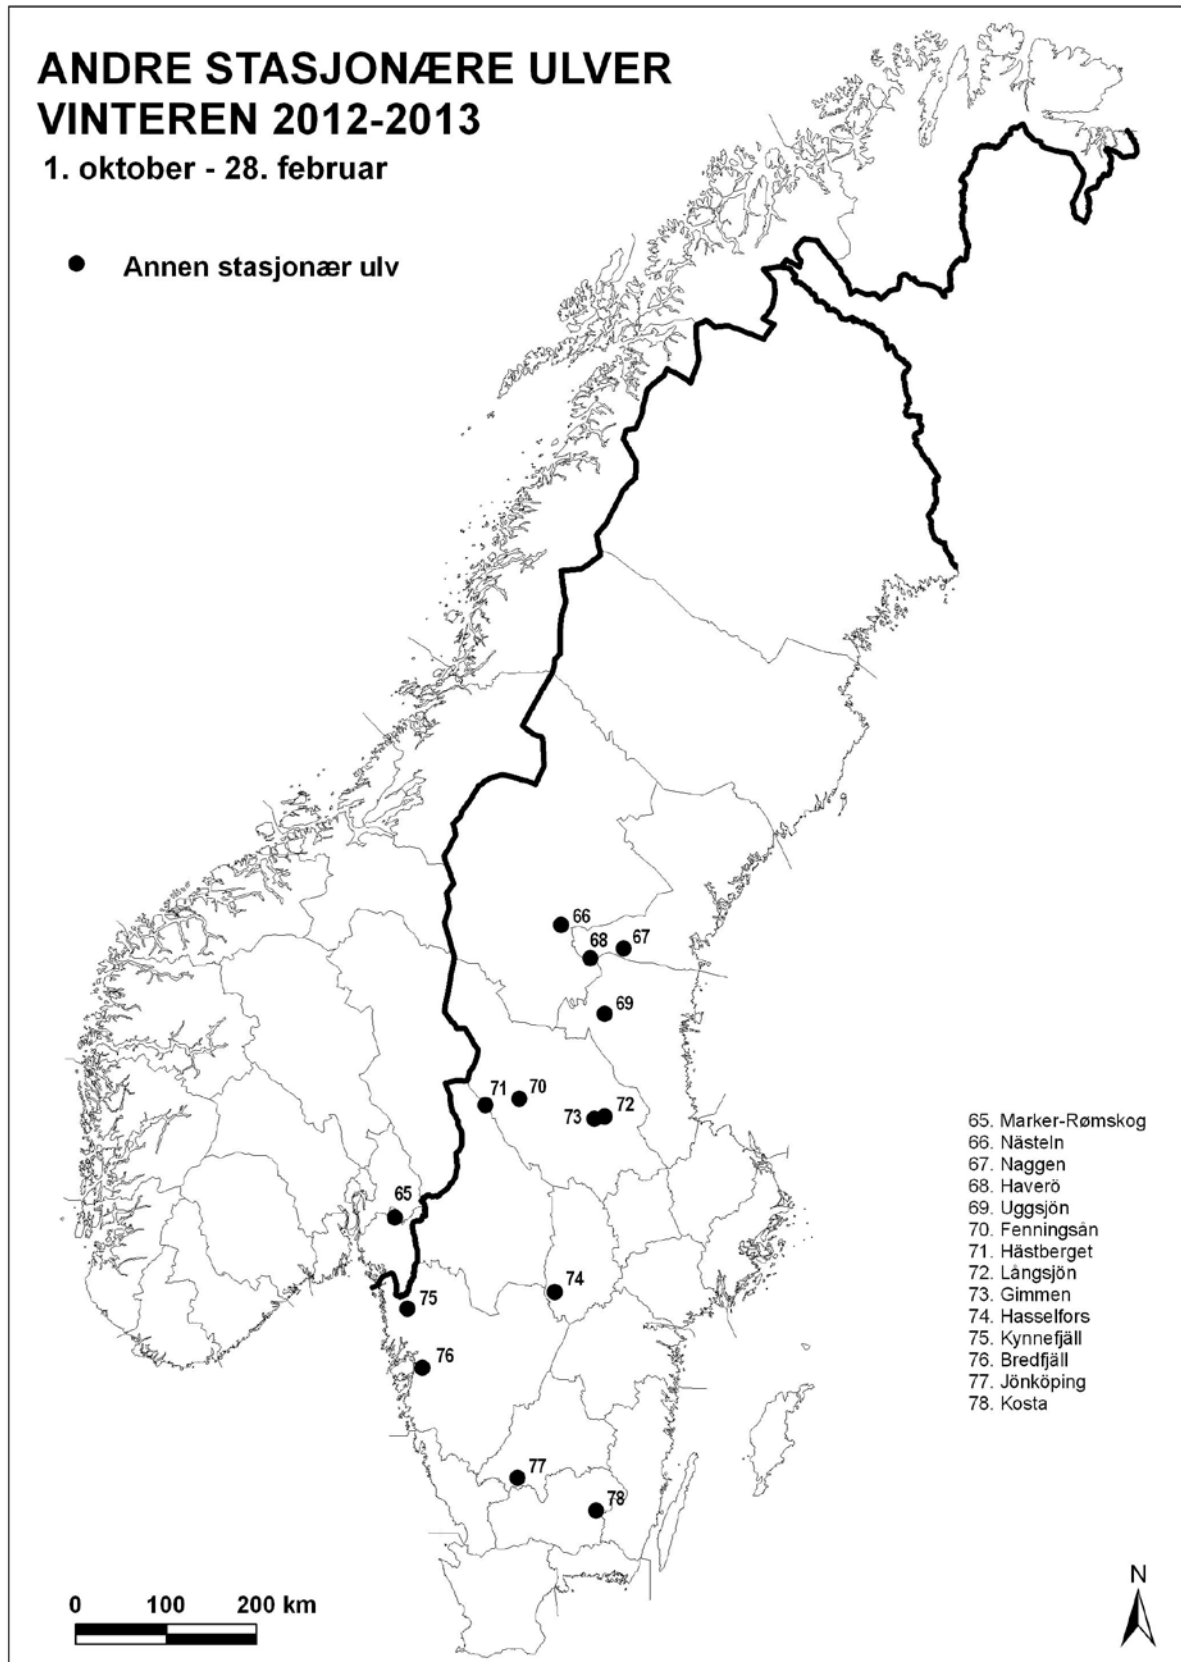 ANDRE STASJONÆRE ULVER
VINTEREN 2012-2013
1. oktober - 28. februar
Annen stasjonær ulv
66
68
67
69
71
70
73
72
65
74
75
76
77
78
65. Marker-Rømskog
66. Nästeln
67. Naggen
68. Haverö
69. Uggsjön
70. Fenningsån
71. Hästberget
72. Långsjön
73. Gimmen
74. Hasselfors
75. Kynnefjäll
76. Bredfjäll
77. Jönköping
78. Kosta
0 100 200 km
N